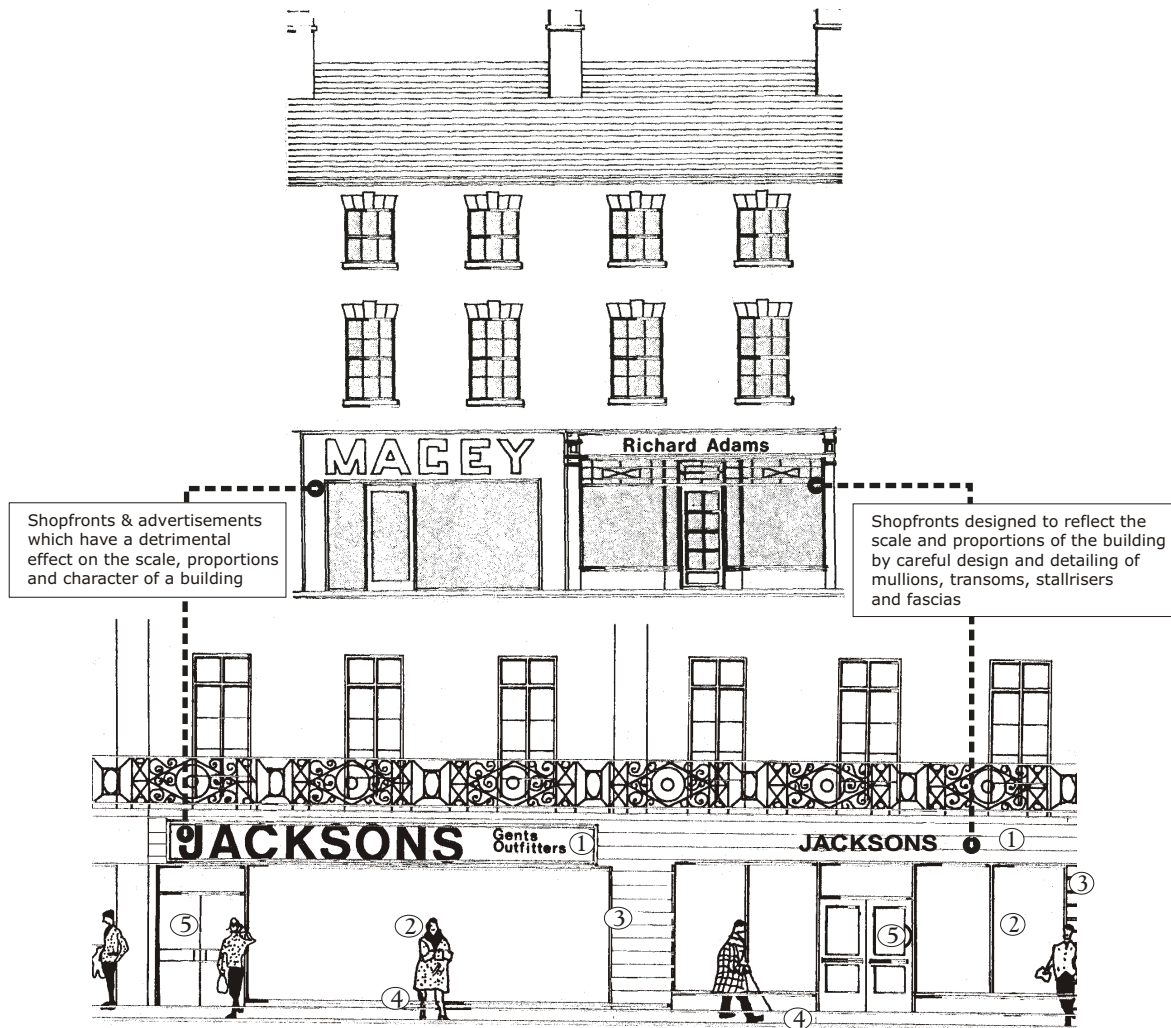 MACEY
Richard Adams
Shopfronts & advertisements
which have a detrimental
effect on the scale, proportions
and character of a building
Shopfronts designed to reflect the
scale and proportions of the building
by careful design and detailing of
mullions, transoms, stallrisers
and fascias
JACKSONS
Gents
Outfitters
1
JACKSONS
1
3
5
2
3
5
2
4
4